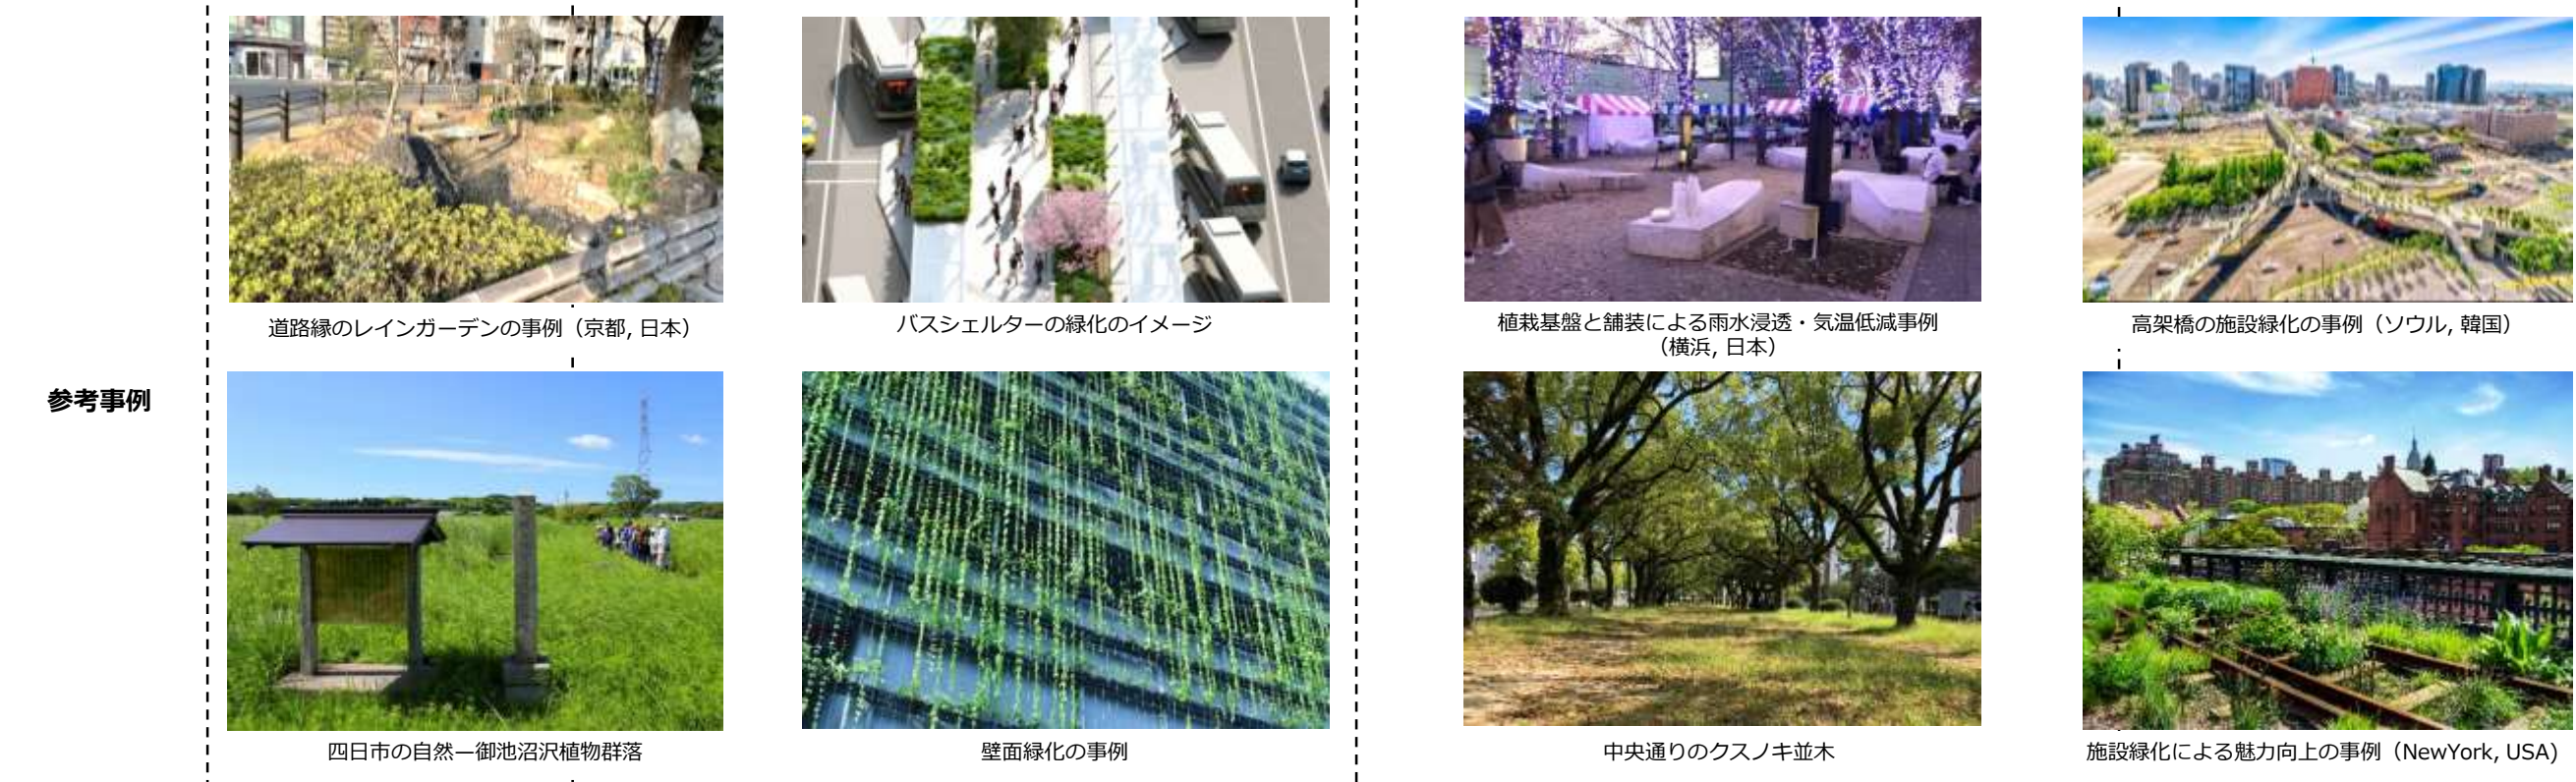 道路縁のレインガーデンの事例（京都, 日本）
バスシェルターの緑化のイメージ
植栽基盤と舗装による雨水浸透・気温低減事例
（横浜, 日本）
高架橋の施設緑化の事例（ソウル, 韓国）
参考事例
四日市の自然―御池沼沢植物群落
壁面緑化の事例
中央通りのクスノキ並木
施設緑化による魅力向上の事例（NewYork, USA）